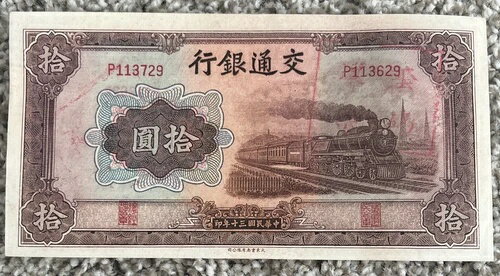 拾
交通銀行
拾
P113729
P113629
拾圓
中華民國三十年印
拾
拾